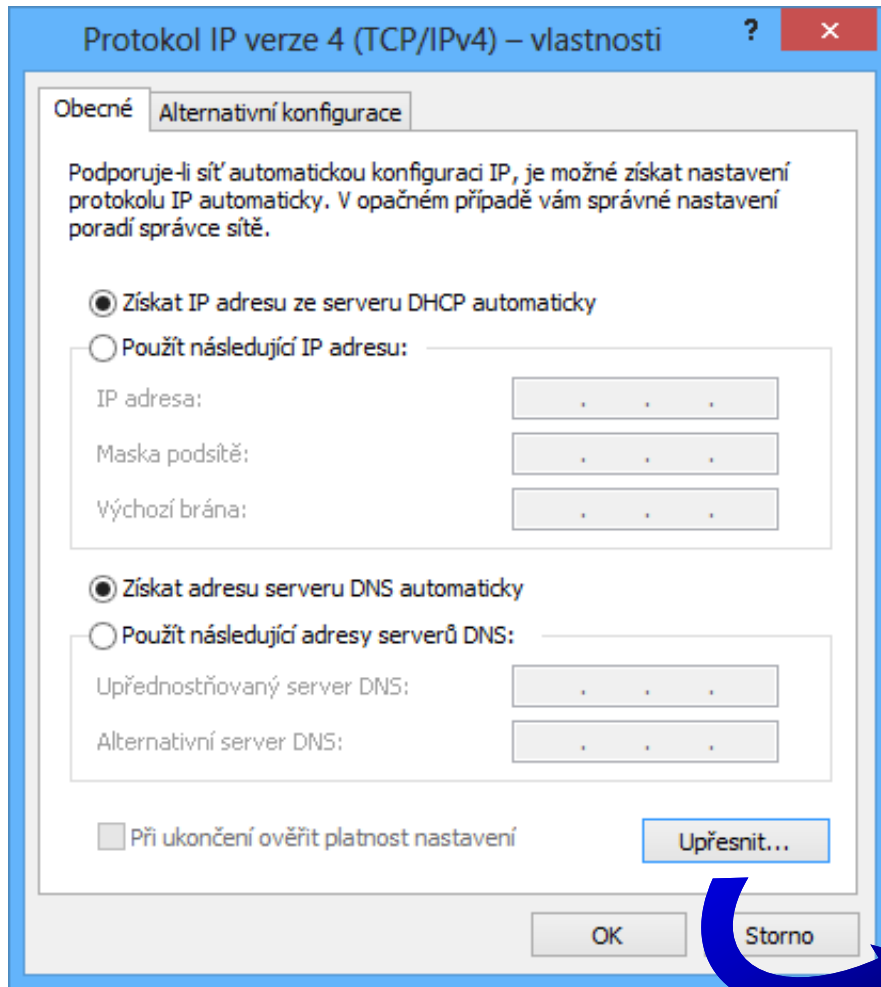 Protokol IP verze 4 (TCP/IPv4) – vlastnosti
?
Obecné
Alternativní konfigurace
Podporuje-li síť automatickou konfiguraci IP, je možné získat nastavení
protokolu IP automaticky. V opačném případě vám správné nastavení
poradí správce sítě.
Získat IP adresu ze serveru DHCP automaticky
Použít následující IP adresu:
IP adresa:
Maska podsítě:
Výchozí brána:
Získat adresu serveru DNS automaticky
Použít následující adresy serverů DNS:
Upřednostňovaný server DNS:
Alternativní server DNS:
Při ukončení ověřit platnost nastavení
Upřesnit...
OK
Storno